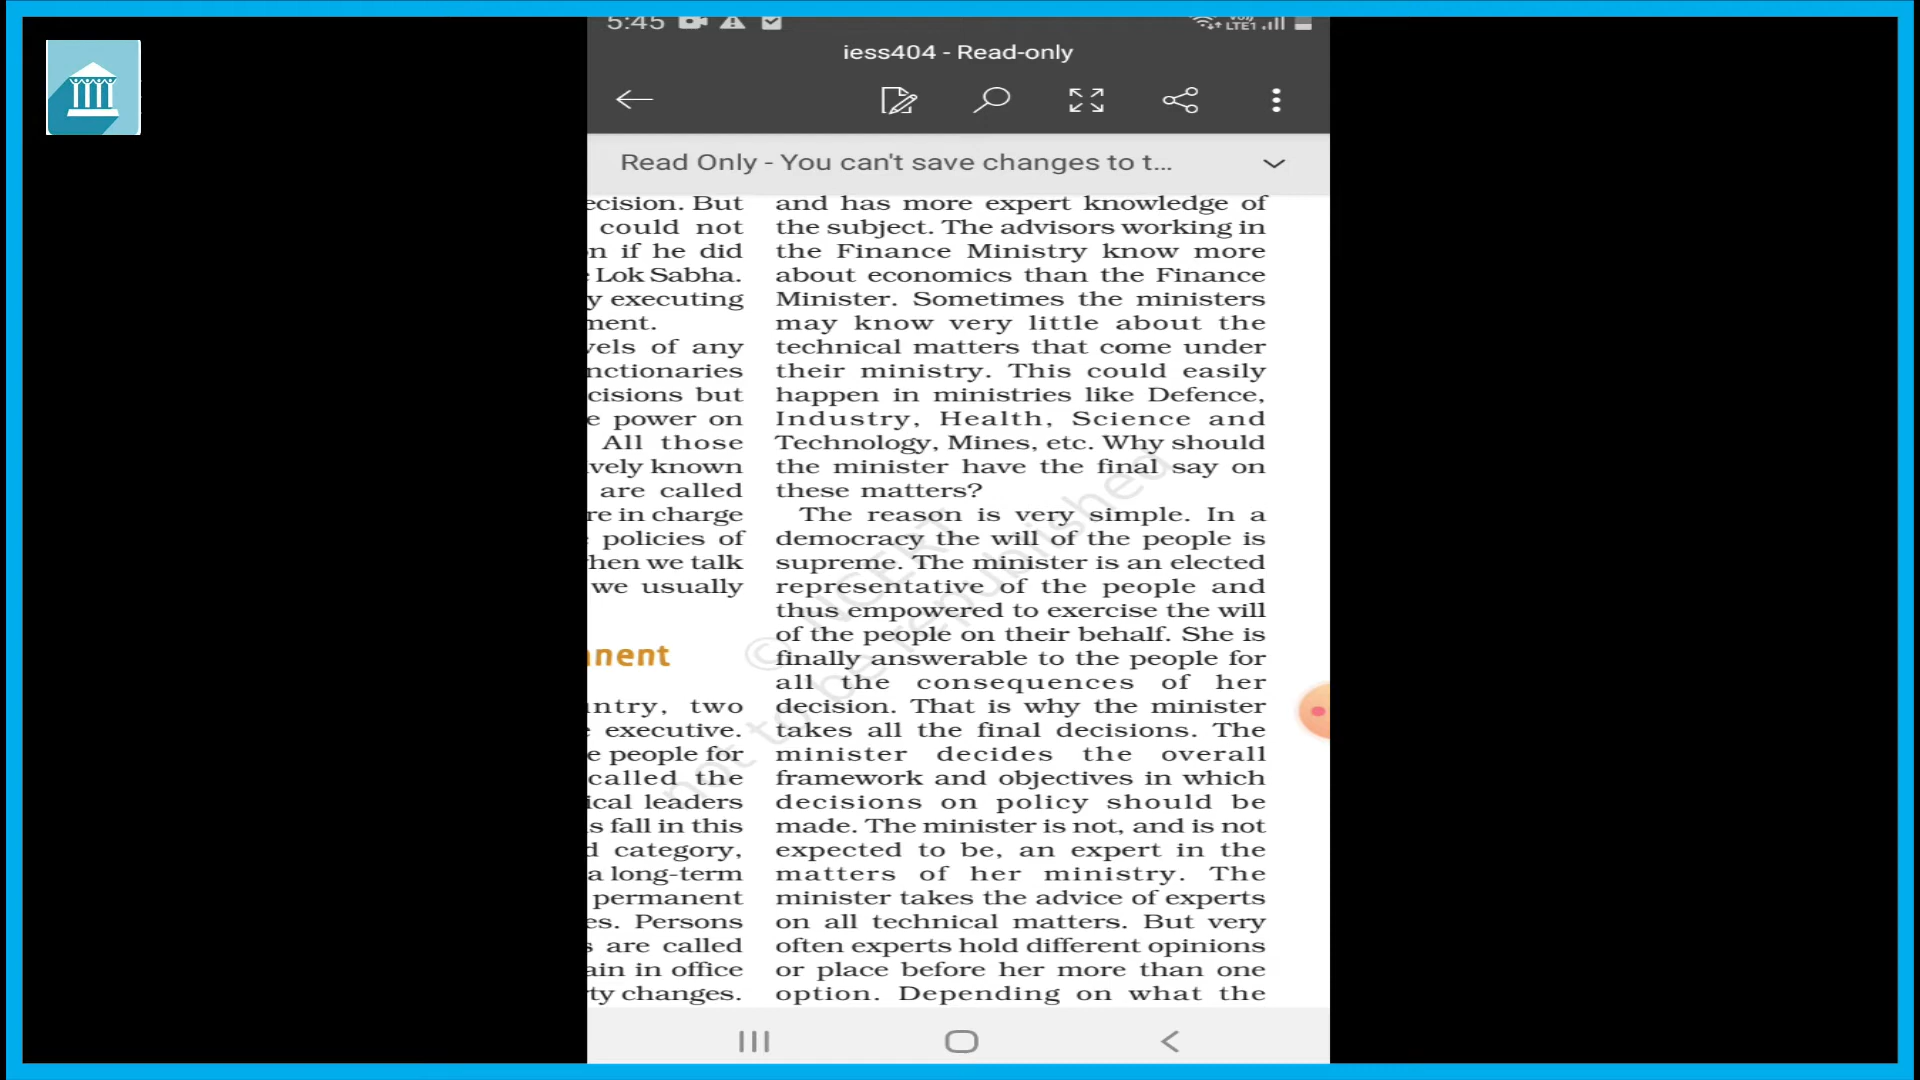 5:45
LTE1
iess404 - Read-only
Read Only - You can't save changes to t...
ecision. But
could not
n if he did
Lok Sabha.
y executing
ment.
vels of any
nctionaries
cisions but
e power on
All those
vely known
are called
re in charge
policies of
hen we talk
we usually
nent
ntry, two
executive.
e people for
called the
ical leaders
s fall in this
d category,
a long-term
permanent
es. Persons
s are called
ain in office
ty changes.
and has more expert knowledge of
the subject. The advisors working in
the Finance Ministry know more
about economics than the Finance
Minister. Sometimes the ministers
may know very little about the
technical matters that come under
their ministry. This could easily
happen in ministries like Defence,
Industry, Health, Science and
Technology, Mines, etc. Why should
the minister have the final say on
these matters?
The reason is very simple. In a
democracy the will of the people is
supreme. The minister is an elected
representative of the people and
thus empowered to exercise the will
of the people on their behalf. She is
finally answerable to the people for
all the consequences of her
decision. That is why the minister
takes all the final decisions. The
minister decides the overall
framework and objectives in which
decisions on policy should be
made. The minister is not, and is not
expected to be, an expert in the
matters of her ministry. The
minister takes the advice of experts
on all technical matters. But very
often experts hold different opinions
or place before her more than one
option. Depending on what the
© NCERT
not to be republished